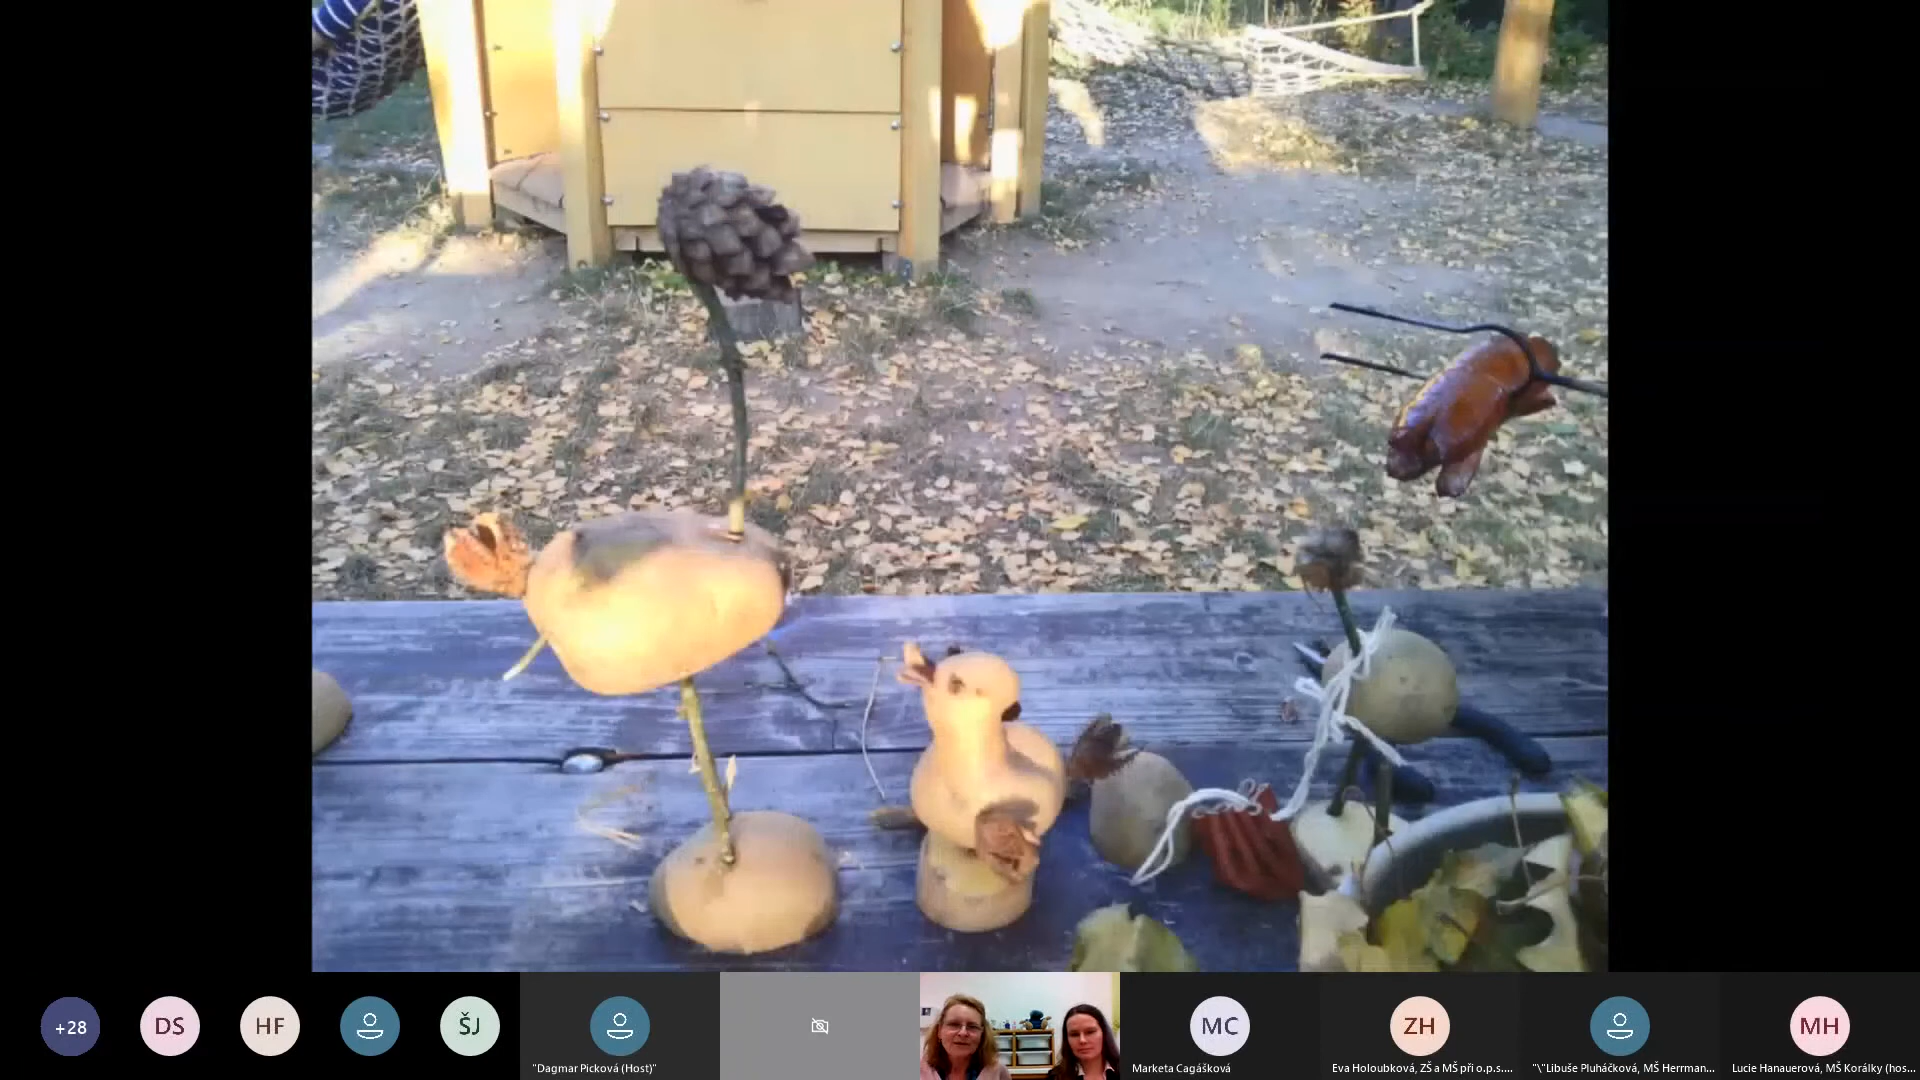 +28
DS
HF
ŠJ
"Dagmar Picková (Host)"
MC
Marketa Cagášková
ZH
Eva Holoubková, ZŠ a MŠ při o.p.s....
"\"Libuše Pluháčková, MŠ Herrman...
MH
Lucie Hanauerová, MŠ Korálky (hos...